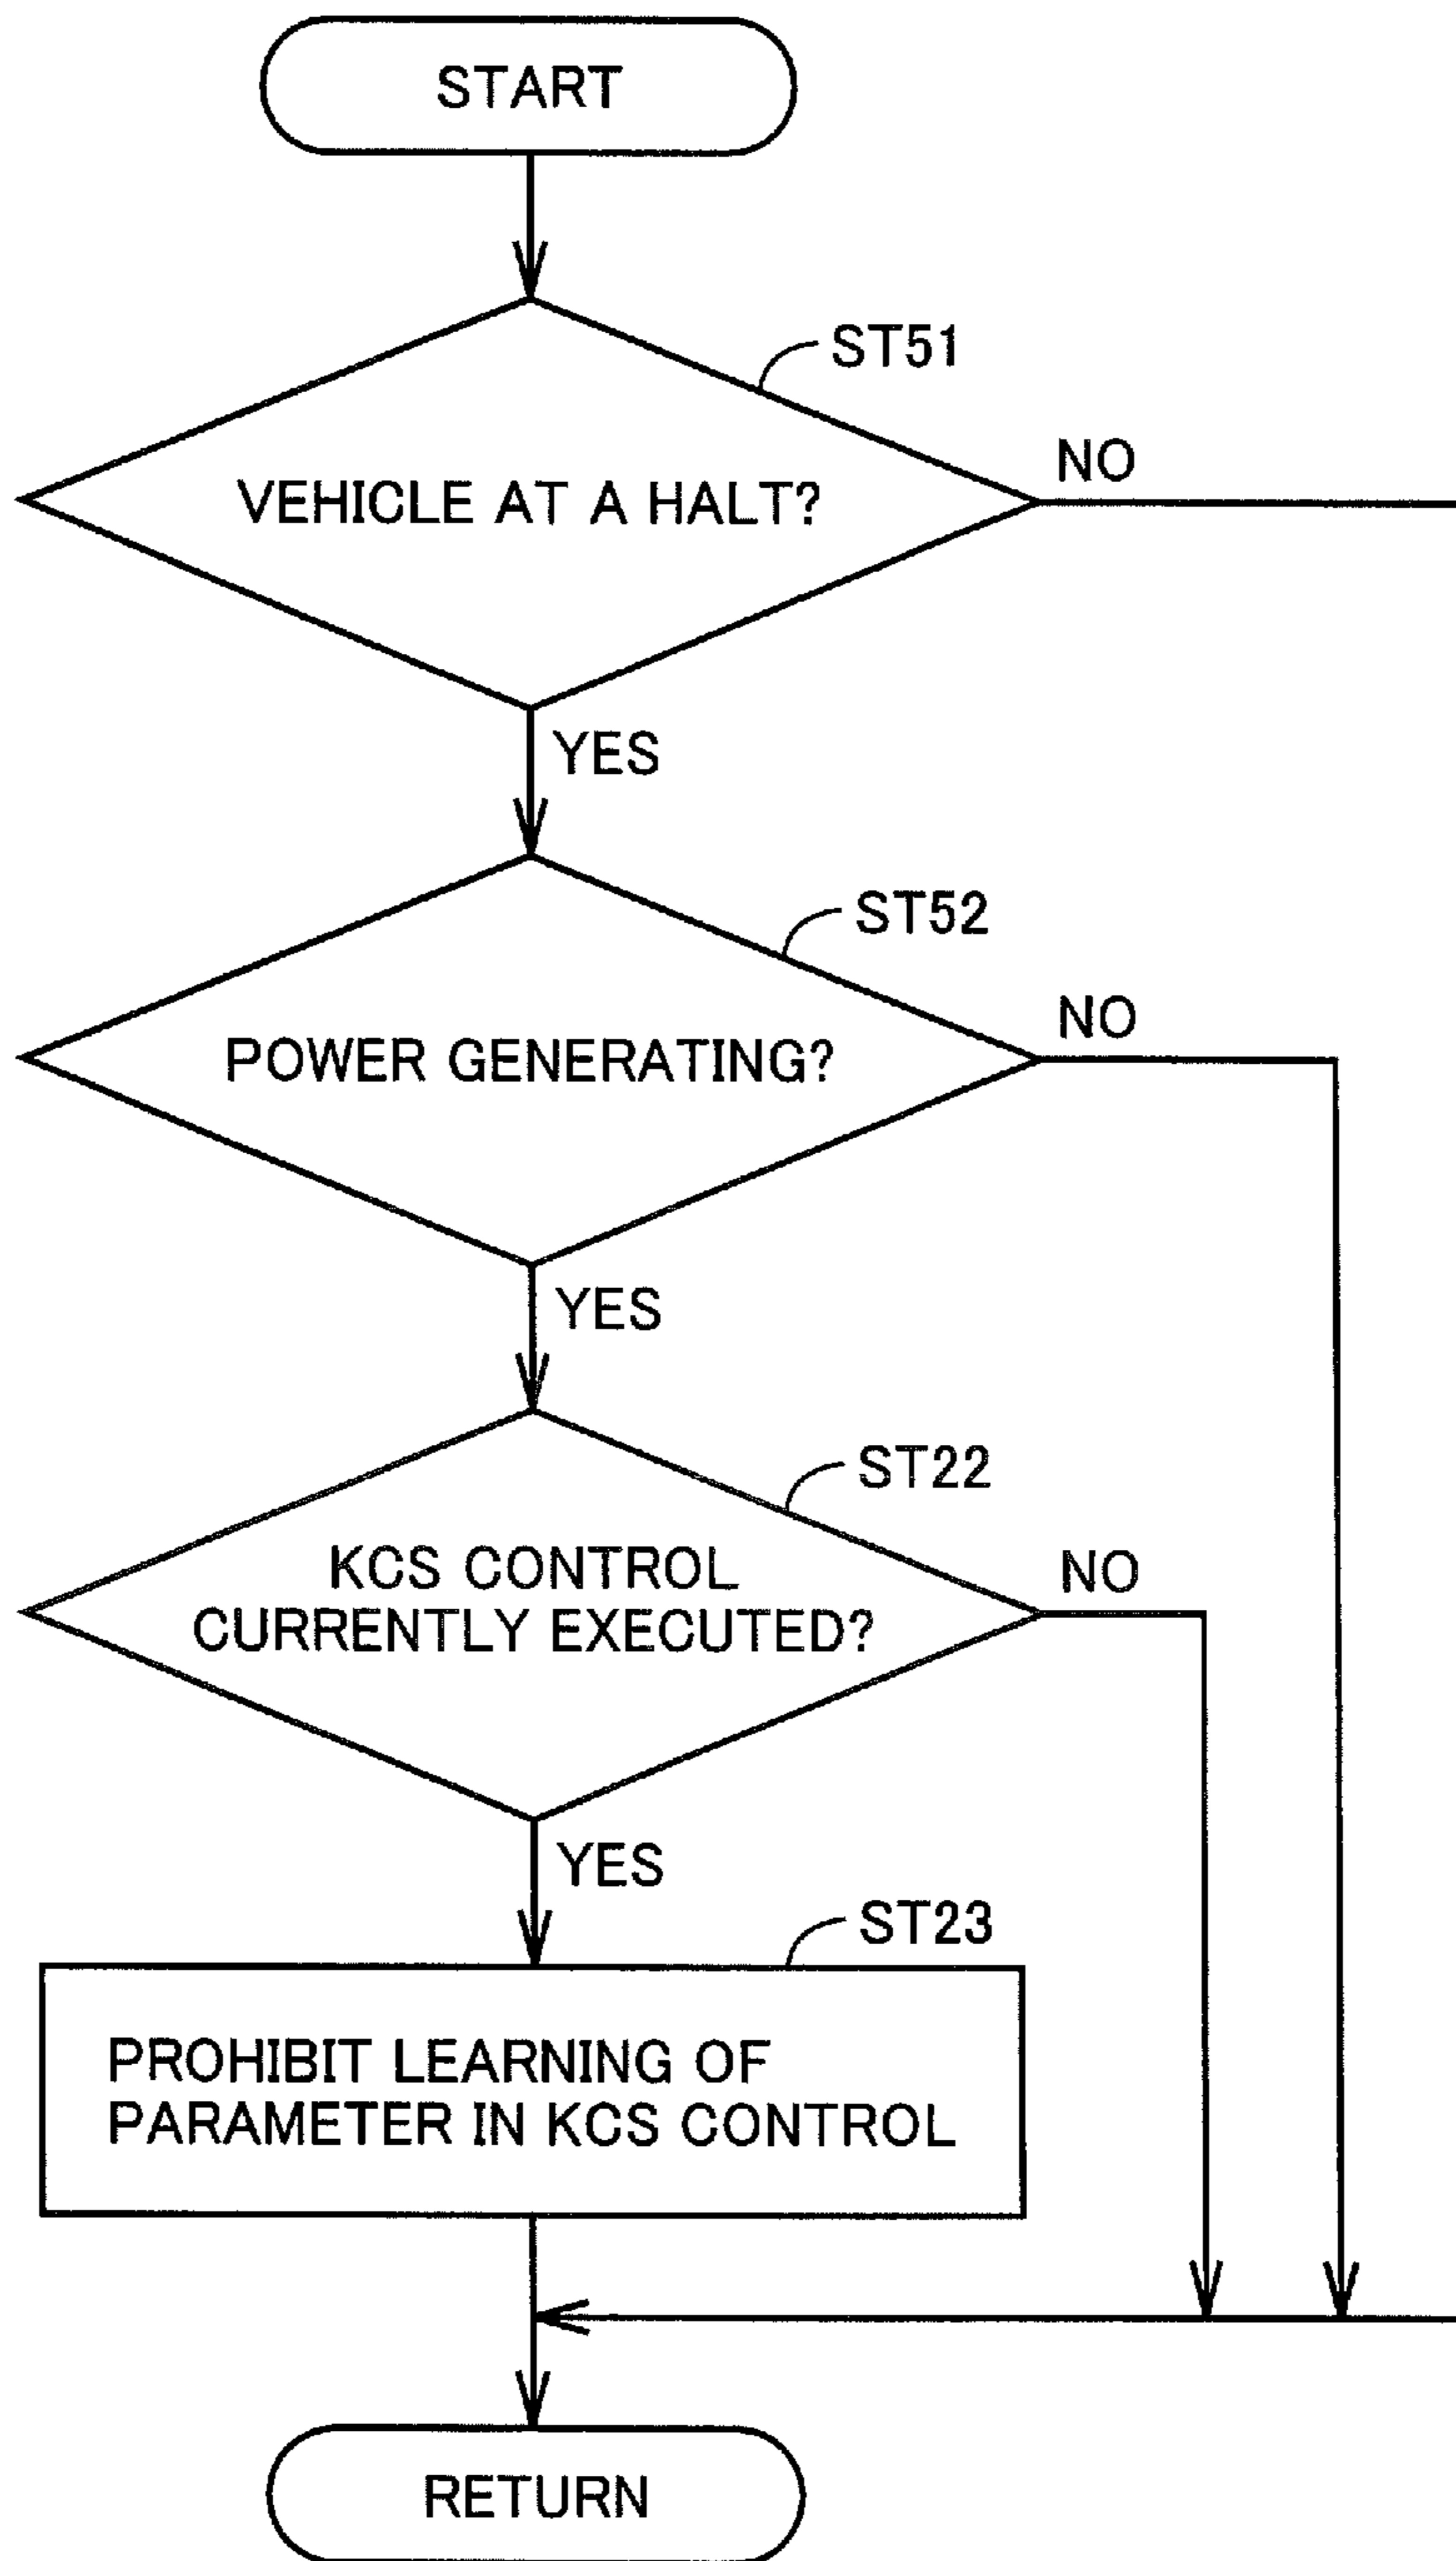 START
ST51
VEHICLE AT A HALT?
NO
YES
ST52
POWER GENERATING?
NO
YES
ST22
KCS CONTROL
CURRENTLY EXECUTED?
NO
YES
ST23
PROHIBIT LEARNING OF
PARAMETER IN KCS CONTROL
RETURN